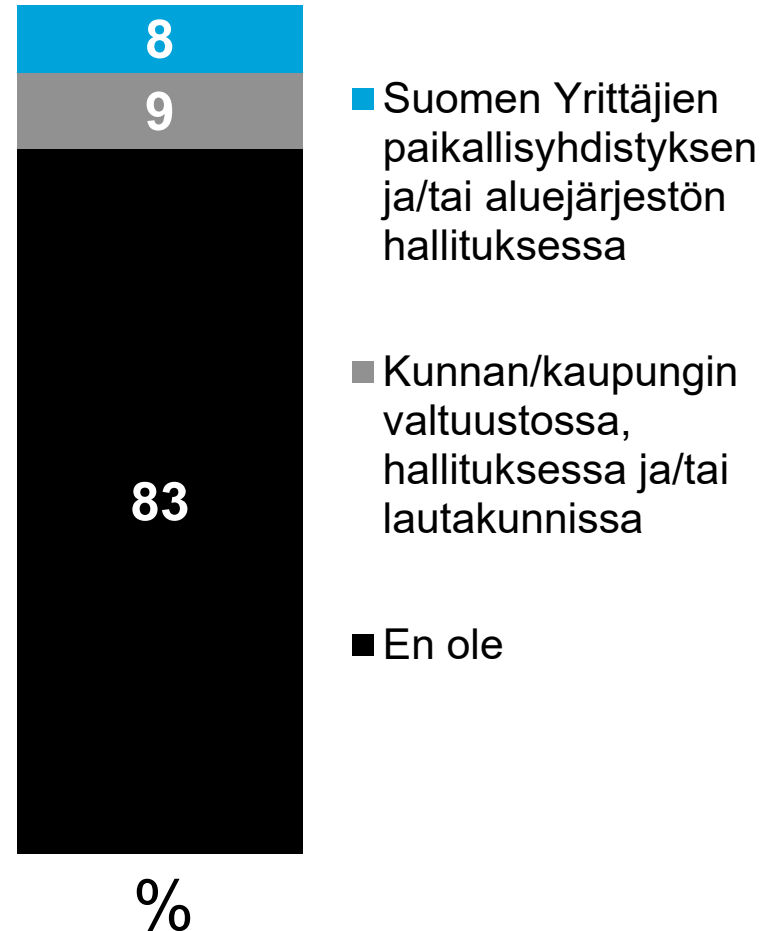 8
9
83
%
Suomen Yrittäjien
paikallisyhdistyksen
ja/tai aluejärjestön
hallituksessa
Kunnan/kaupungin
valtuustossa,
hallituksessa ja/tai
lautakunnissa
En ole